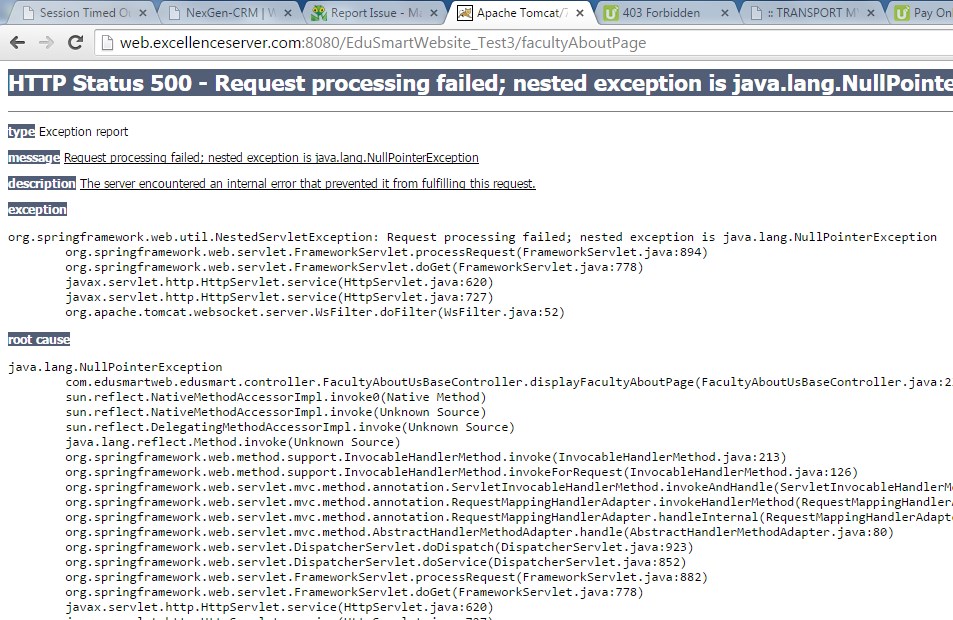 Session Timed O
NexGen-CRM | W
Report Issue - Ma
Apache Tomcat/7
403 Forbidden
:: TRANSPORT M
Pay On
web.excellenceserver.com:8080/EduSmartWebsite_Test3/facultyAboutPage
HTTP Status 500 - Request processing failed; nested exception is java.lang.NullPointe
type Exception report
message Request processing failed; nested exception is java.lang.NullPointerException
description The server encountered an internal error that prevented it from fulfilling this request.
exception
org.springframework.web.util.NestedServletException: Request processing failed; nested exception is java.lang.NullPointerException
org.springframework.web.servlet.FrameworkServlet.processRequest(FrameworkServlet.java:894)
org.springframework.web.servlet.FrameworkServlet.doGet(FrameworkServlet.java:778)
javax.servlet.http.HttpServlet.service(HttpServlet.java:620)
javax.servlet.http.HttpServlet.service(HttpServlet.java:727)
org.apache.tomcat.websocket.server.WsFilter.doFilter(WsFilter.java:52)
root cause
java.lang.NullPointerException
com.edusmartweb.edusmart.controller.FacultyAboutUsBaseController.displayFacultyAboutPage(FacultyAboutUsBaseController.java:2
sun.reflect.NativeMethodAccessorImpl.invoke0(Native Method)
sun.reflect.NativeMethodAccessorImpl.invoke(Unknown Source)
sun.reflect.DelegatingMethodAccessorImpl.invoke(Unknown Source)
java.lang.reflect.Method.invoke(Unknown Source)
org.springframework.web.method.support.InvocableHandlerMethod.invoke(InvocableHandlerMethod.java:213)
org.springframework.web.method.support.InvocableHandlerMethod.invokeForRequest(InvocableHandlerMethod.java:126)
org.springframework.web.servlet.mvc.method.annotation.ServletInvocableHandlerMethod.invokeAndHandle(ServletInvocableHandlerM
org.springframework.web.servlet.mvc.method.annotation.RequestMappingHandlerAdapter.invokeHandlerMethod(RequestMappingHandler
org.springframework.web.servlet.mvc.method.annotation.RequestMappingHandlerAdapter.handleInternal(RequestMappingHandlerAdapt
org.springframework.web.servlet.mvc.method.AbstractHandlerMethodAdapter.handle(AbstractHandlerMethodAdapter.java:80)
org.springframework.web.servlet.DispatcherServlet.doDispatch(DispatcherServlet.java:923)
org.springframework.web.servlet.DispatcherServlet.doService(DispatcherServlet.java:852)
org.springframework.web.servlet.FrameworkServlet.processRequest(FrameworkServlet.java:882)
org.springframework.web.servlet.FrameworkServlet.doGet(FrameworkServlet.java:778)
javax.servlet.http.HttpServlet.service(HttpServlet.java:620)